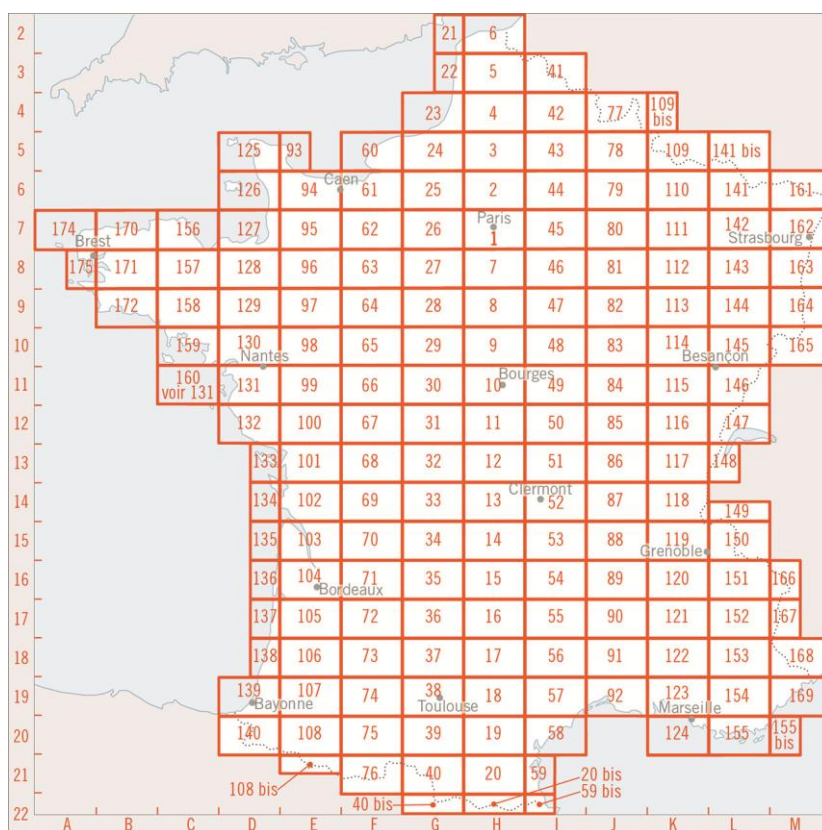 2 21 6
3 22 5 41
4 23 4 42 77 109
bis
5 125 93 60 24 3 43 78 109 141 bis
Caen
6 126 94 61 25 2 44 79 110 141 161
7 174 170 156 127 95 62 26 Paris 45 80 111 142 162
Brest 1 Strasbourg
8 175 171 157 128 96 63 27 7 46 81 112 143 163
9 172 158 129 97 64 28 8 47 82 113 144 164
10 159 130 98 65 29 9 48 83 114 145 165
Nantes Besançon
11 160 131 99 66 30 10 49 84 115 146
voir 131 Bourges
12 132 100 67 31 11 50 85 116 147
13 133 101 68 32 12 51 86 117 148
Clermont
14 134 102 69 33 13 52 87 118 149
15 135 103 70 34 14 53 88 119 150
Grenoble
16 136 104 71 35 15 54 89 120 151 166
Bordeaux
17 137 105 72 36 16 55 90 121 152 167
18 138 106 73 37 17 56 91 122 153 168
19 139 107 74 38 18 57 92 123 154 169
Bayonne Toulouse Marseille
20 140 108 75 39 19 58 124 155 155
bis
21 76 40 20 59
108 bis 20 bis
22 40 bis 59 bis
A B C D E F G H I J K L M